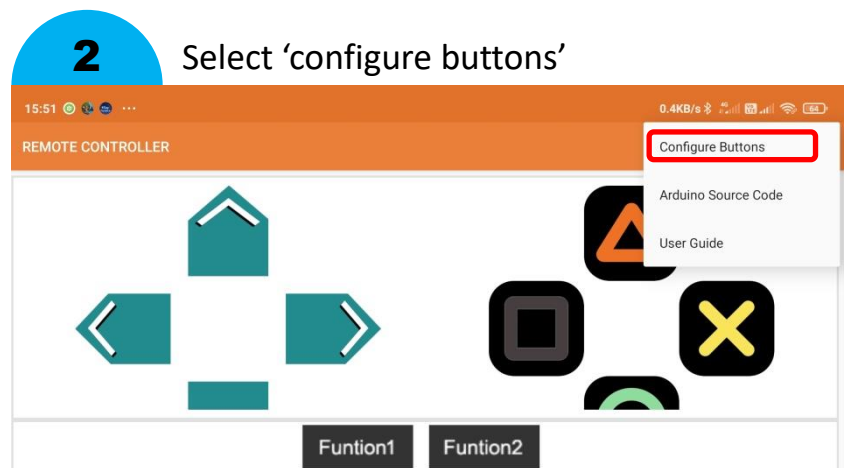 2
Select ‘configure buttons’
15:51 ... 0.4KB/s 64
REMOTE CONTROLLER
Configure Buttons
Arduino Source Code
User Guide
Funtion1 Funtion2